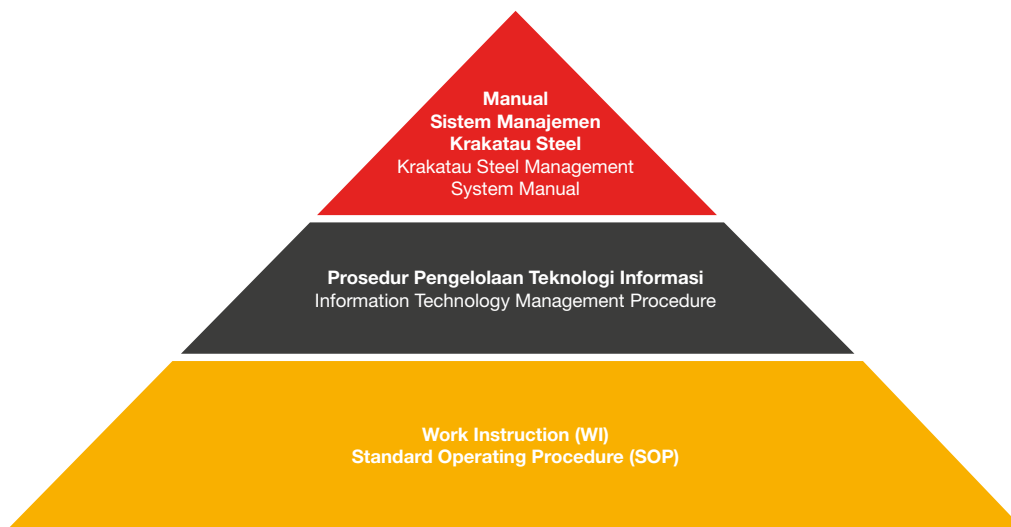 Manual
Sistem Manajemen
Krakatau Steel
Krakatau Steel Management
System Manual
Prosedur Pengelolaan Teknologi Informasi
Information Technology Management Procedure
Work Instruction (WI)
Standard Operating Procedure (SOP)